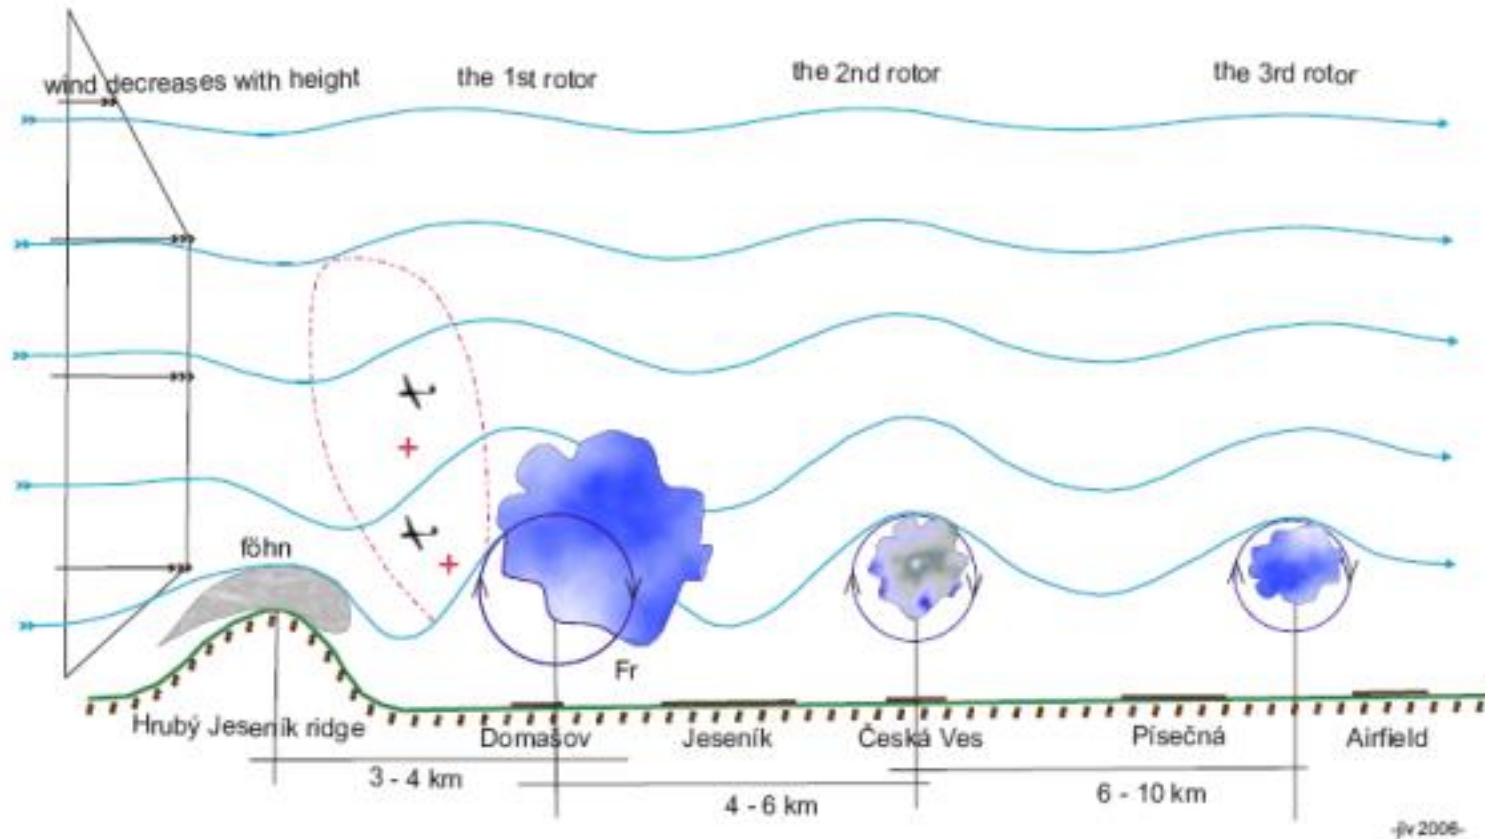 wind decreases with height
the 1st rotor
the 2nd rotor
the 3rd rotor
föhn
Fr
Hrubý Jeseník ridge
Domašov
Jeseník
Česká Ves
Písečná
Airfield
3 - 4 km
4 - 6 km
6 - 10 km
-jlv 2006-